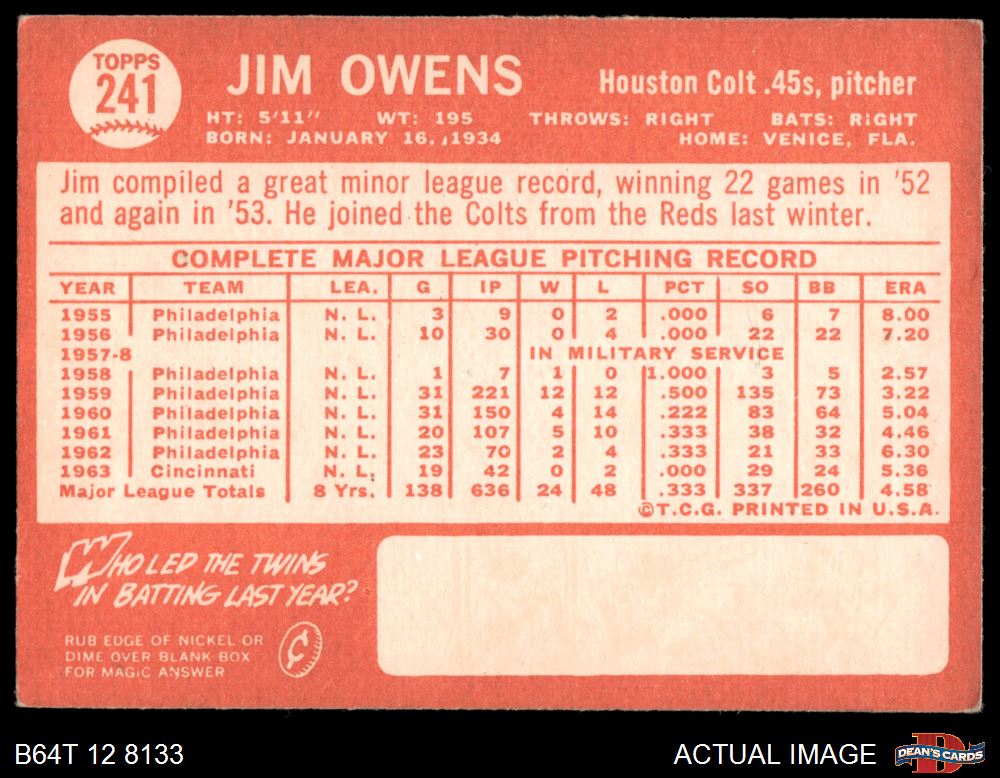 TOPPS
241
JIM OWENS
Houston Colt .45s, pitcher
HT: 5'11" WT: 195 THROWS: RIGHT BATS: RIGHT
BORN: JANUARY 16, 1934 HOME: VENICE, FLA.
Jim compiled a great minor league record, winning 22 games in '52
and again in '53. He joined the Colts from the Reds last winter.
COMPLETE MAJOR LEAGUE PITCHING RECORD
YEAR TEAM LEA. G IP W L PCT SO BB ERA
1955 Philadelphia N. L. 3 9 0 2 .000 6 7 8.00
1956 Philadelphia N. L. 10 30 0 4 .000 22 22 7.20
1957-8 IN MILITARY SERVICE
1958 Philadelphia N. L. 1 7 1 0 1.000 3 5 2.57
1959 Philadelphia N. L. 31 221 12 12 .500 135 73 3.22
1960 Philadelphia N. L. 31 150 4 14 .222 83 64 5.04
1961 Philadelphia N. L. 20 107 5 10 .333 38 32 4.46
1962 Philadelphia N. L. 23 70 2 4 .333 21 33 6.30
1963 Cincinnati N. L. 19 42 0 2 .000 29 24 5.36
Major League Totals 8 Yrs. 138 636 24 48 .333 337 260 4.58
©T.C.G. PRINTED IN U.S.A.
WHO LED THE TWINS
IN BATTING LAST YEAR?
RUB EDGE OF NICKEL OR
DIME OVER BLANK BOX
FOR MAGIC ANSWER
¢
B64T 12 8133
ACTUAL IMAGE
D
DEAN'S CARDS